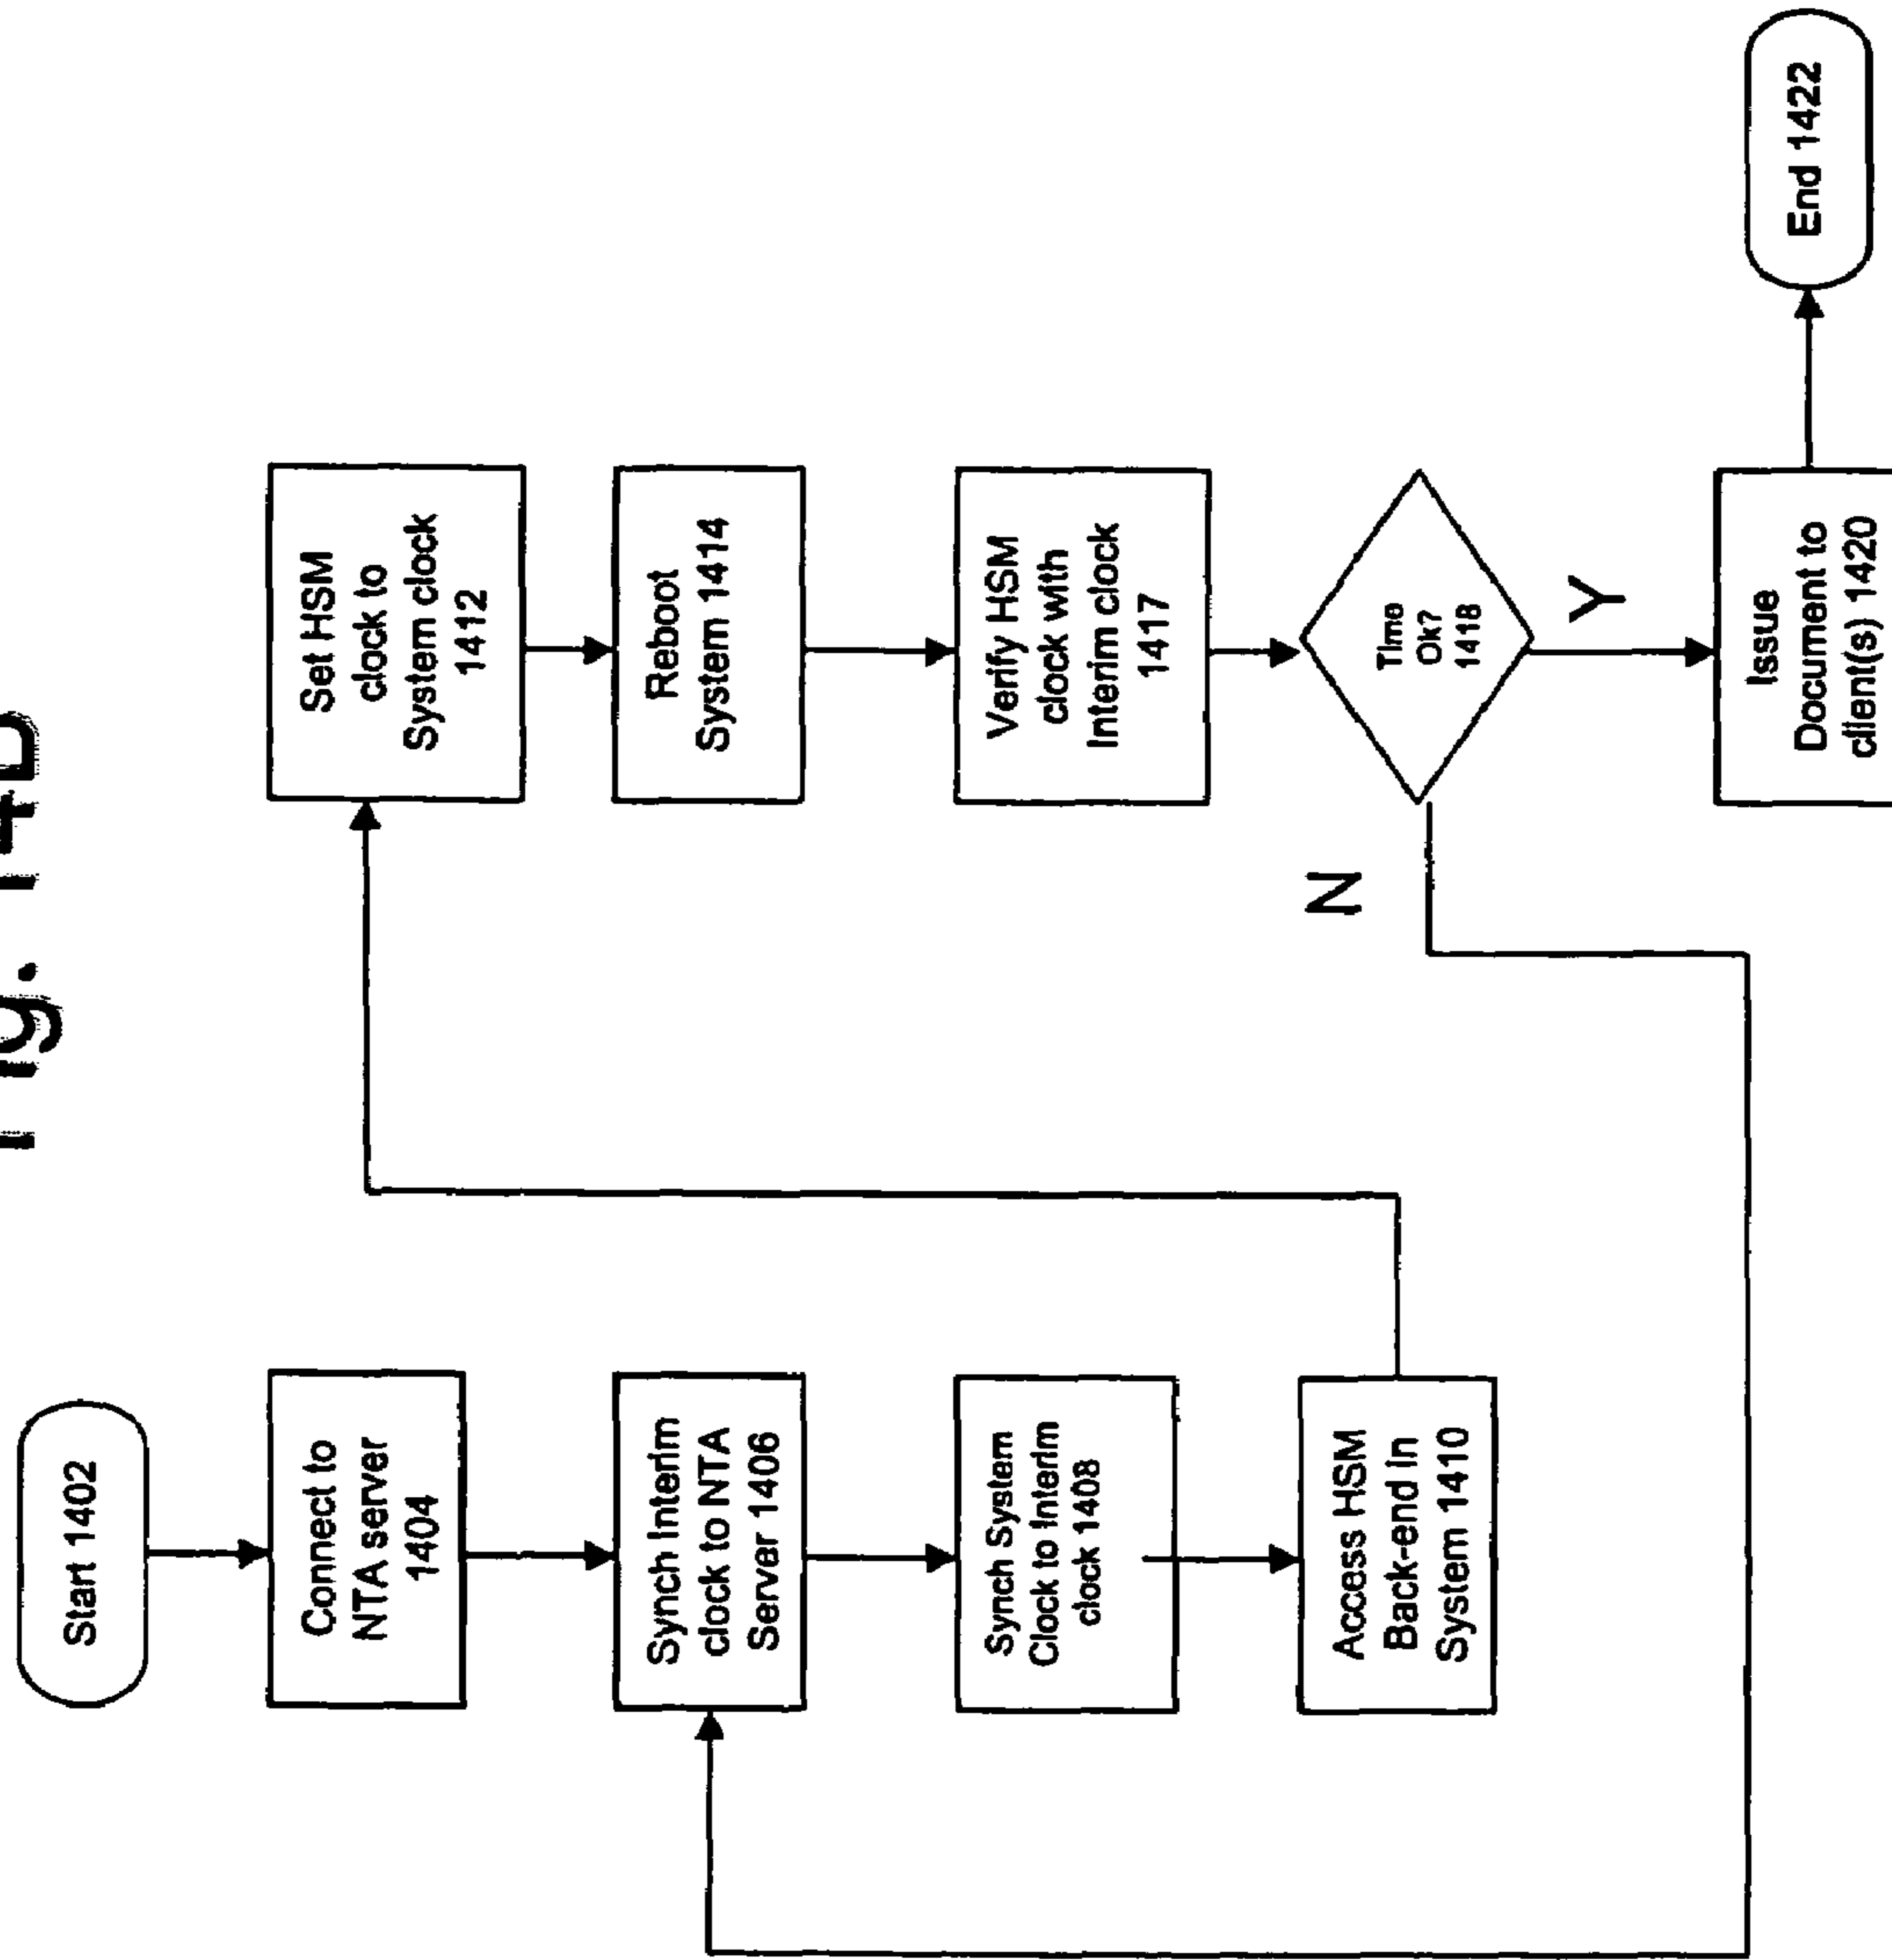 Start 1402
Connect to
NTA server
1404
Synch Interim
clock to NTA
Server 1406
Synch System
Clock to Interim
clock 1408
Access HSM
Back-end in
System 1410
Set HSM
clock to
System clock
1412
Reboot
System 1414
Verify HSM
clock with
Interim clock
1417
Time
Ok?
1418
N
Y
Issue
Document to
client(s) 1420
End 1422